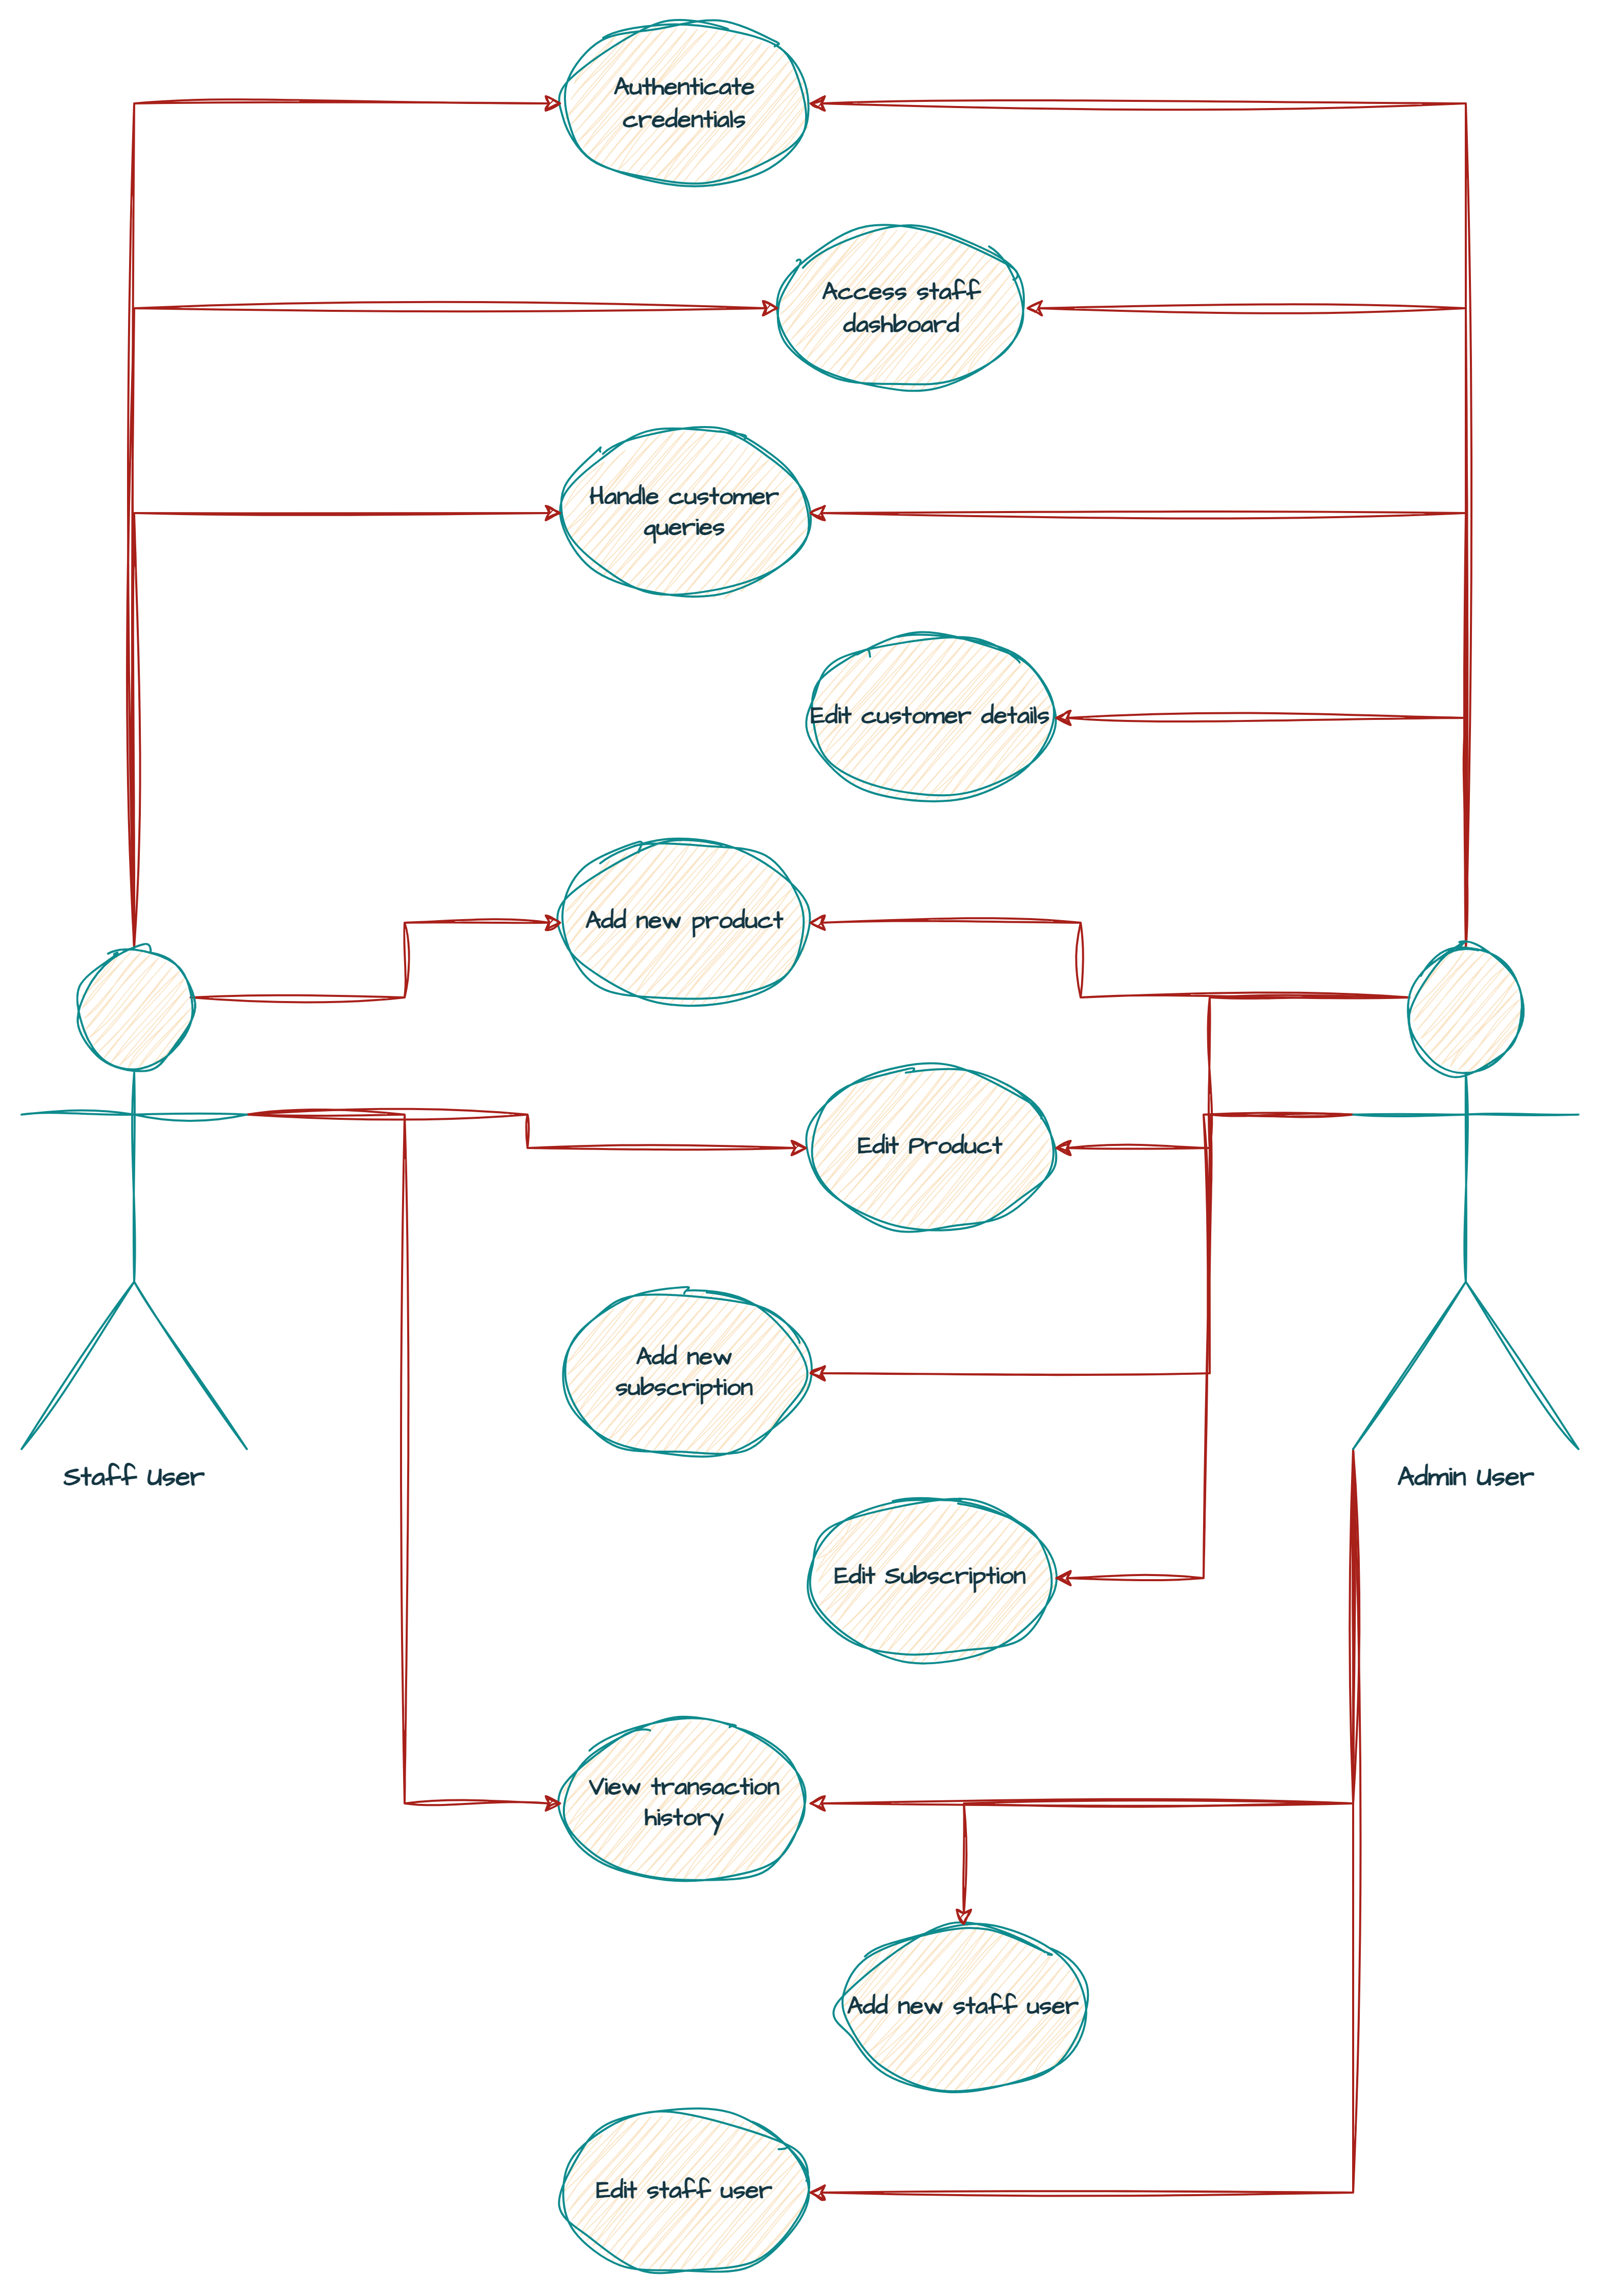 Authenticate
credentials
Access staff
dashboard
Handle customer
queries
Edit customer details
Add new product
Edit Product
Add new
subscription
Staff User
Admin User
Edit Subscription
View transaction
history
Add new staff user
Edit staff user